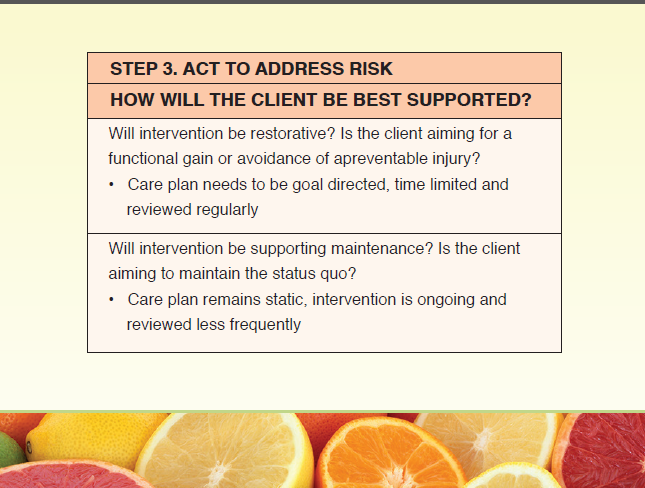 STEP 3. ACT TO ADDRESS RISK
HOW WILL THE CLIENT BE BEST SUPPORTED?
Will intervention be restorative? Is the client aiming for a
functional gain or avoidance of apreventable injury?
• Care plan needs to be goal directed, time limited and
reviewed regularly
Will intervention be supporting maintenance? Is the client
aiming to maintain the status quo?
• Care plan remains static, intervention is ongoing and
reviewed less frequently